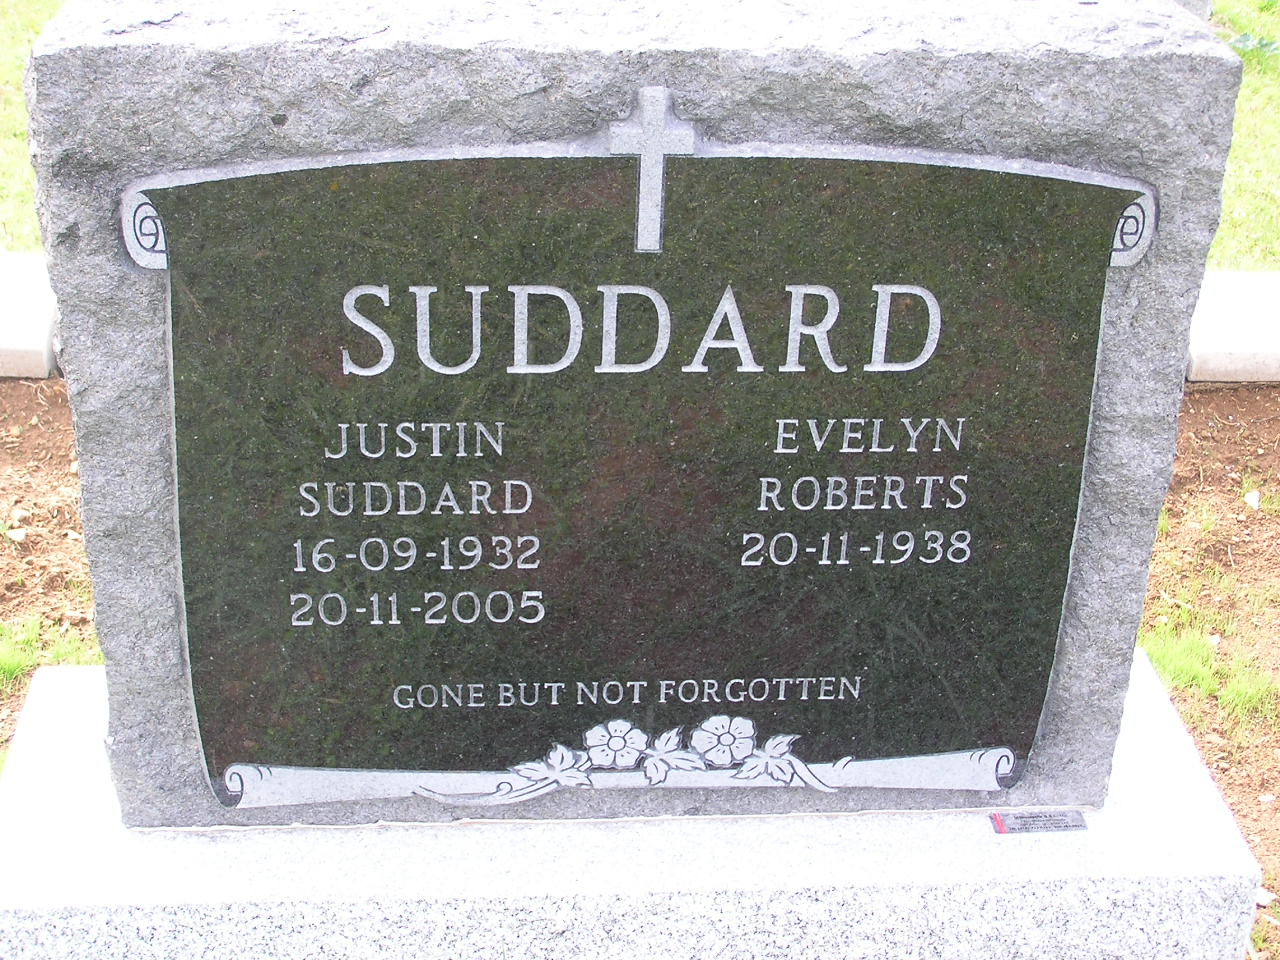 SUDDARD
JUSTIN
SUDDARD
16-09-1932
20-11-2005
EVELYN
ROBERTS
20-11-1938
GONE BUT NOT FORGOTTEN